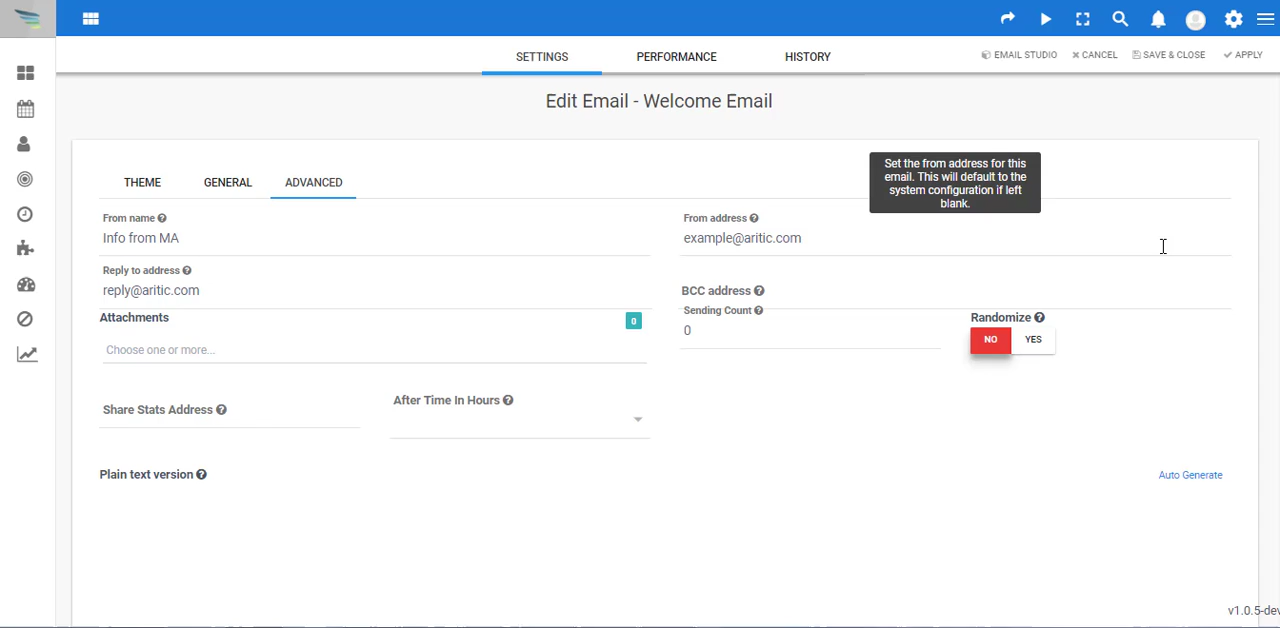 SETTINGS PERFORMANCE HISTORY EMAIL STUDIO CANCEL SAVE & CLOSE APPLY
Edit Email - Welcome Email
Set the from address for this
email. This will default to the
system configuration if left
blank.
THEME GENERAL ADVANCED
From name
Info from MA
From address
example@aritic.com
Reply to address
reply@aritic.com
BCC address
Attachments 0
Choose one or more...
Sending Count
0
Randomize
NO YES
Share Stats Address
After Time In Hours
Plain text version
Auto Generate
v1.0.5-dev